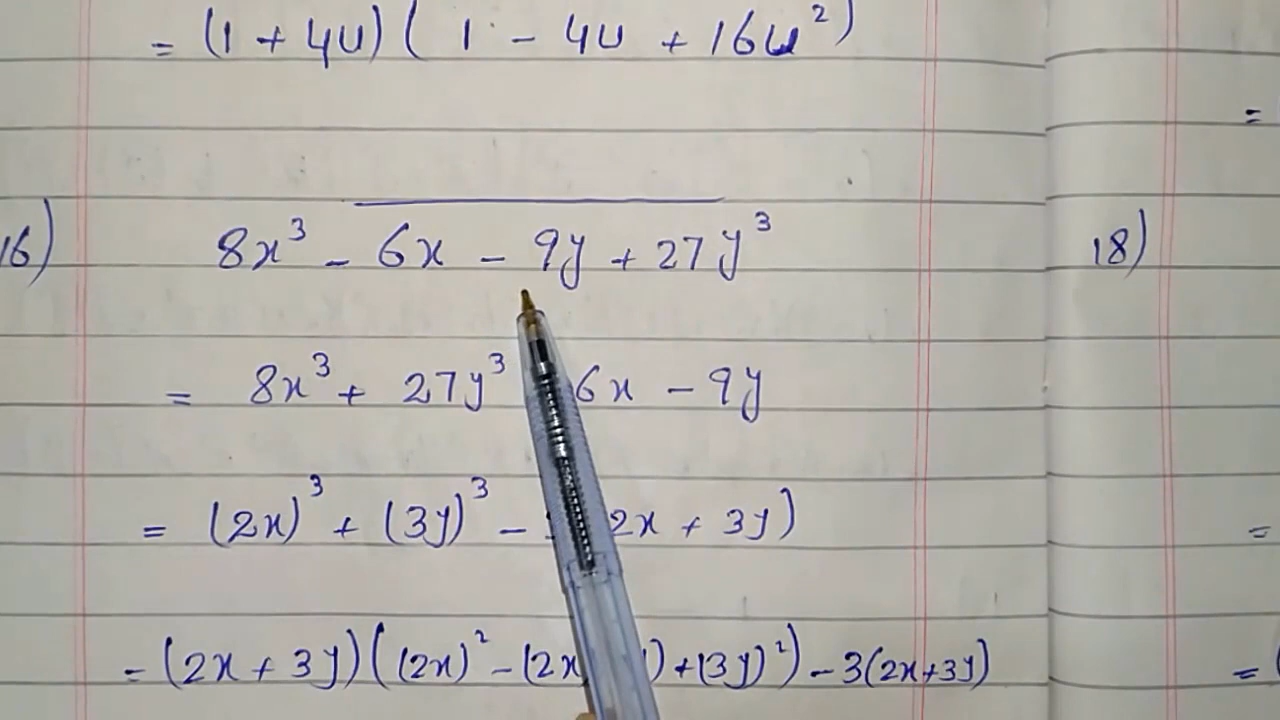 = (1 + 4u)( 1 - 4u + 16u²)
16) 8x³ - 6x - 9y + 27y³
= 8x³ + 27y³ 6x - 9y
= (2x)³ + (3y)³ - 2x + 3y)
= (2x + 3y)((2x)² - (2x ) + (3y)²) - 3(2x+3y)
=
18)
=
= (